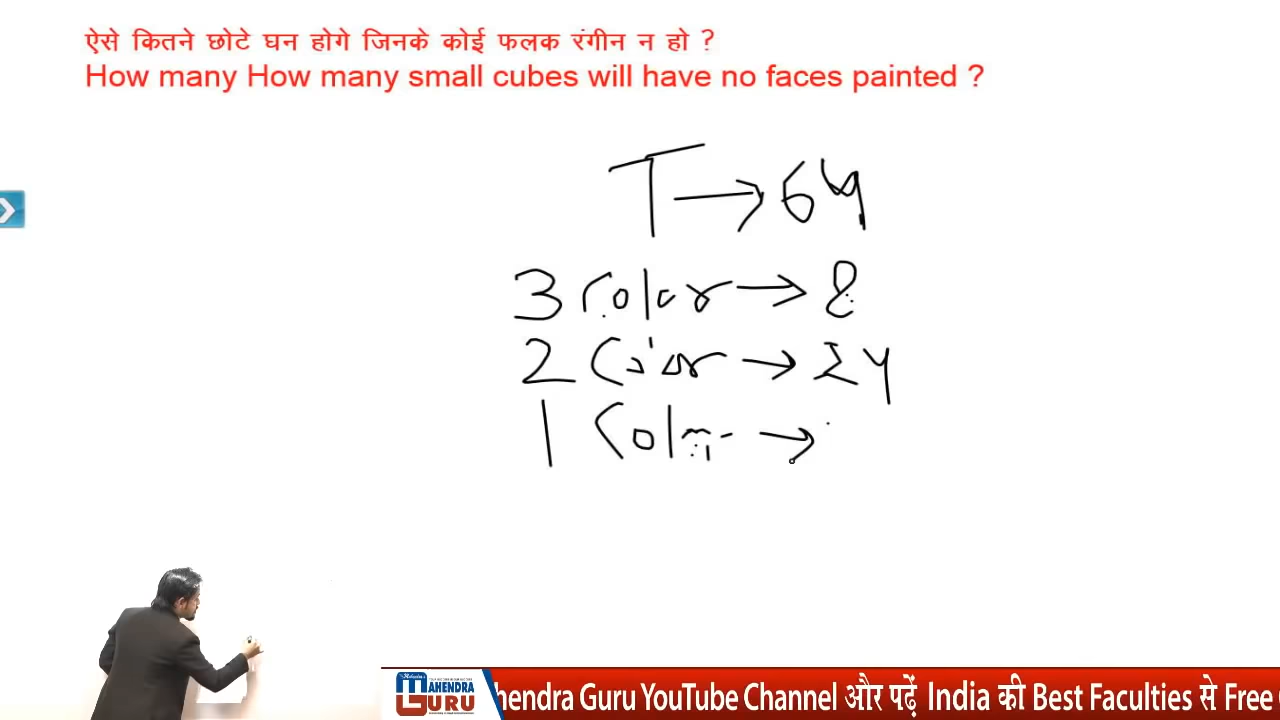 ऐसे कितने छोटे घन होगे जिनके कोई फलक रंगीन न हो ?
How many How many small cubes will have no faces painted ?
T → 64
3 Color → 8
2 Color → 24
1 Color →
MAHENDRA GURU
hendra Guru YouTube Channel और पढ़ें India की Best Faculties से Free